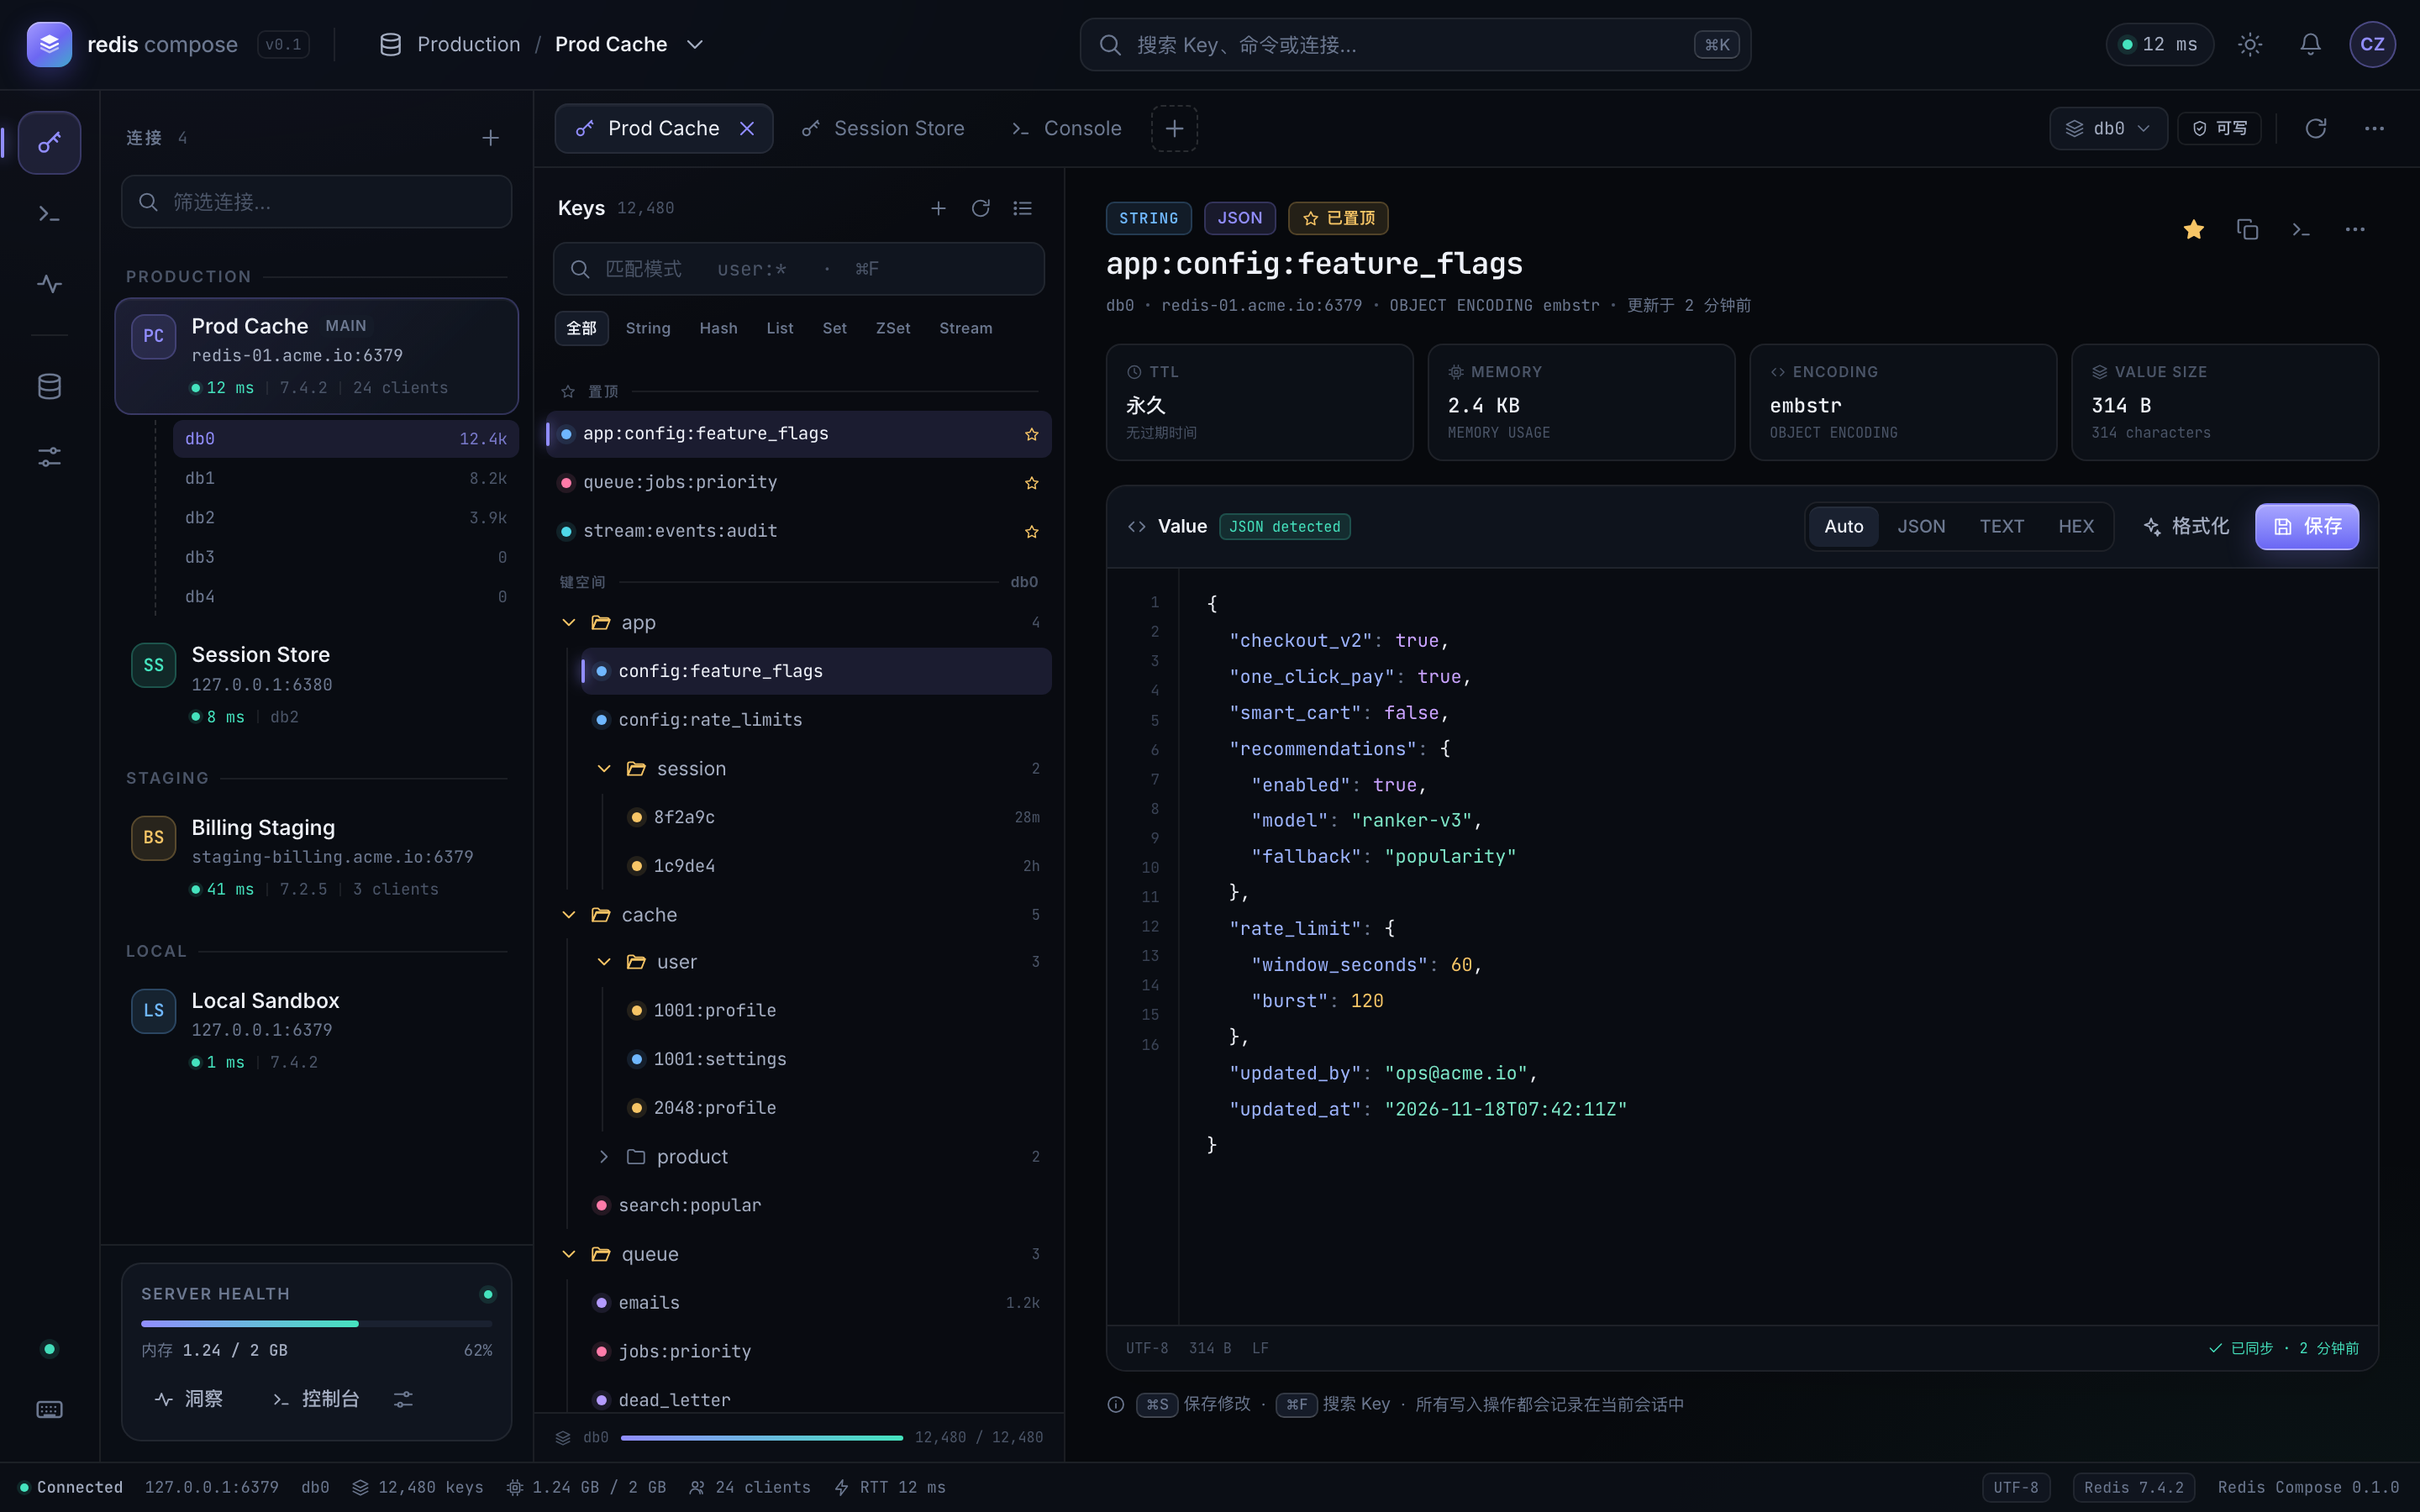 redis compose v0.1
Production / Prod Cache
搜索 Key、命令或连接... ⌘K
12 ms
CZ
连接 4
筛选连接...
PRODUCTION
PC Prod Cache MAIN
redis-01.acme.io:6379
12 ms | 7.4.2 | 24 clients
db0 12.4k
db1 8.2k
db2 3.9k
db3 0
db4 0
SS Session Store
127.0.0.1:6380
8 ms | db2
STAGING
BS Billing Staging
staging-billing.acme.io:6379
41 ms | 7.2.5 | 3 clients
LOCAL
LS Local Sandbox
127.0.0.1:6379
1 ms | 7.4.2
SERVER HEALTH
内存 1.24 / 2 GB 62%
洞察 控制台
Prod Cache Session Store Console
db0 可写
Keys 12,480
匹配模式 user:* · ⌘F
全部 String Hash List Set ZSet Stream
置顶
app:config:feature_flags
queue:jobs:priority
stream:events:audit
键空间 db0
app 4
config:feature_flags
config:rate_limits
session 2
8f2a9c 28m
1c9de4 2h
cache 5
user 3
1001:profile
1001:settings
2048:profile
product 2
search:popular
queue 3
emails 1.2k
jobs:priority
dead_letter
db0 12,480 / 12,480
STRING JSON 已置顶
app:config:feature_flags
db0 · redis-01.acme.io:6379 · OBJECT ENCODING embstr · 更新于 2 分钟前
TTL
永久
无过期时间
MEMORY
2.4 KB
MEMORY USAGE
ENCODING
embstr
OBJECT ENCODING
VALUE SIZE
314 B
314 characters
Value JSON detected
Auto JSON TEXT HEX 格式化 保存
1
2
3
4
5
6
7
8
9
10
11
12
13
14
15
16
{
"checkout_v2": true,
"one_click_pay": true,
"smart_cart": false,
"recommendations": {
"enabled": true,
"model": "ranker-v3",
"fallback": "popularity"
},
"rate_limit": {
"window_seconds": 60,
"burst": 120
},
"updated_by": "ops@acme.io",
"updated_at": "2026-11-18T07:42:11Z"
}
UTF-8 314 B LF
已同步 · 2 分钟前
⌘S 保存修改 · ⌘F 搜索 Key · 所有写入操作都会记录在当前会话中
Connected 127.0.0.1:6379 db0 12,480 keys 1.24 GB / 2 GB 24 clients RTT 12 ms
UTF-8 Redis 7.4.2 Redis Compose 0.1.0